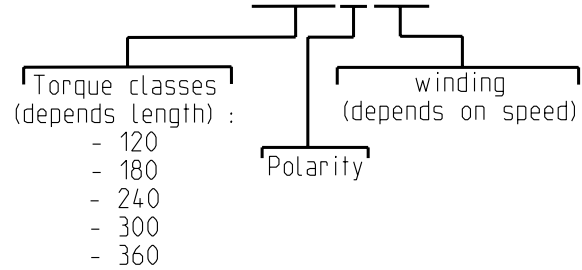 Torque classes
(depends length) :
- 120
- 180
- 240
- 300
- 360
Polarity
winding
(depends on speed)